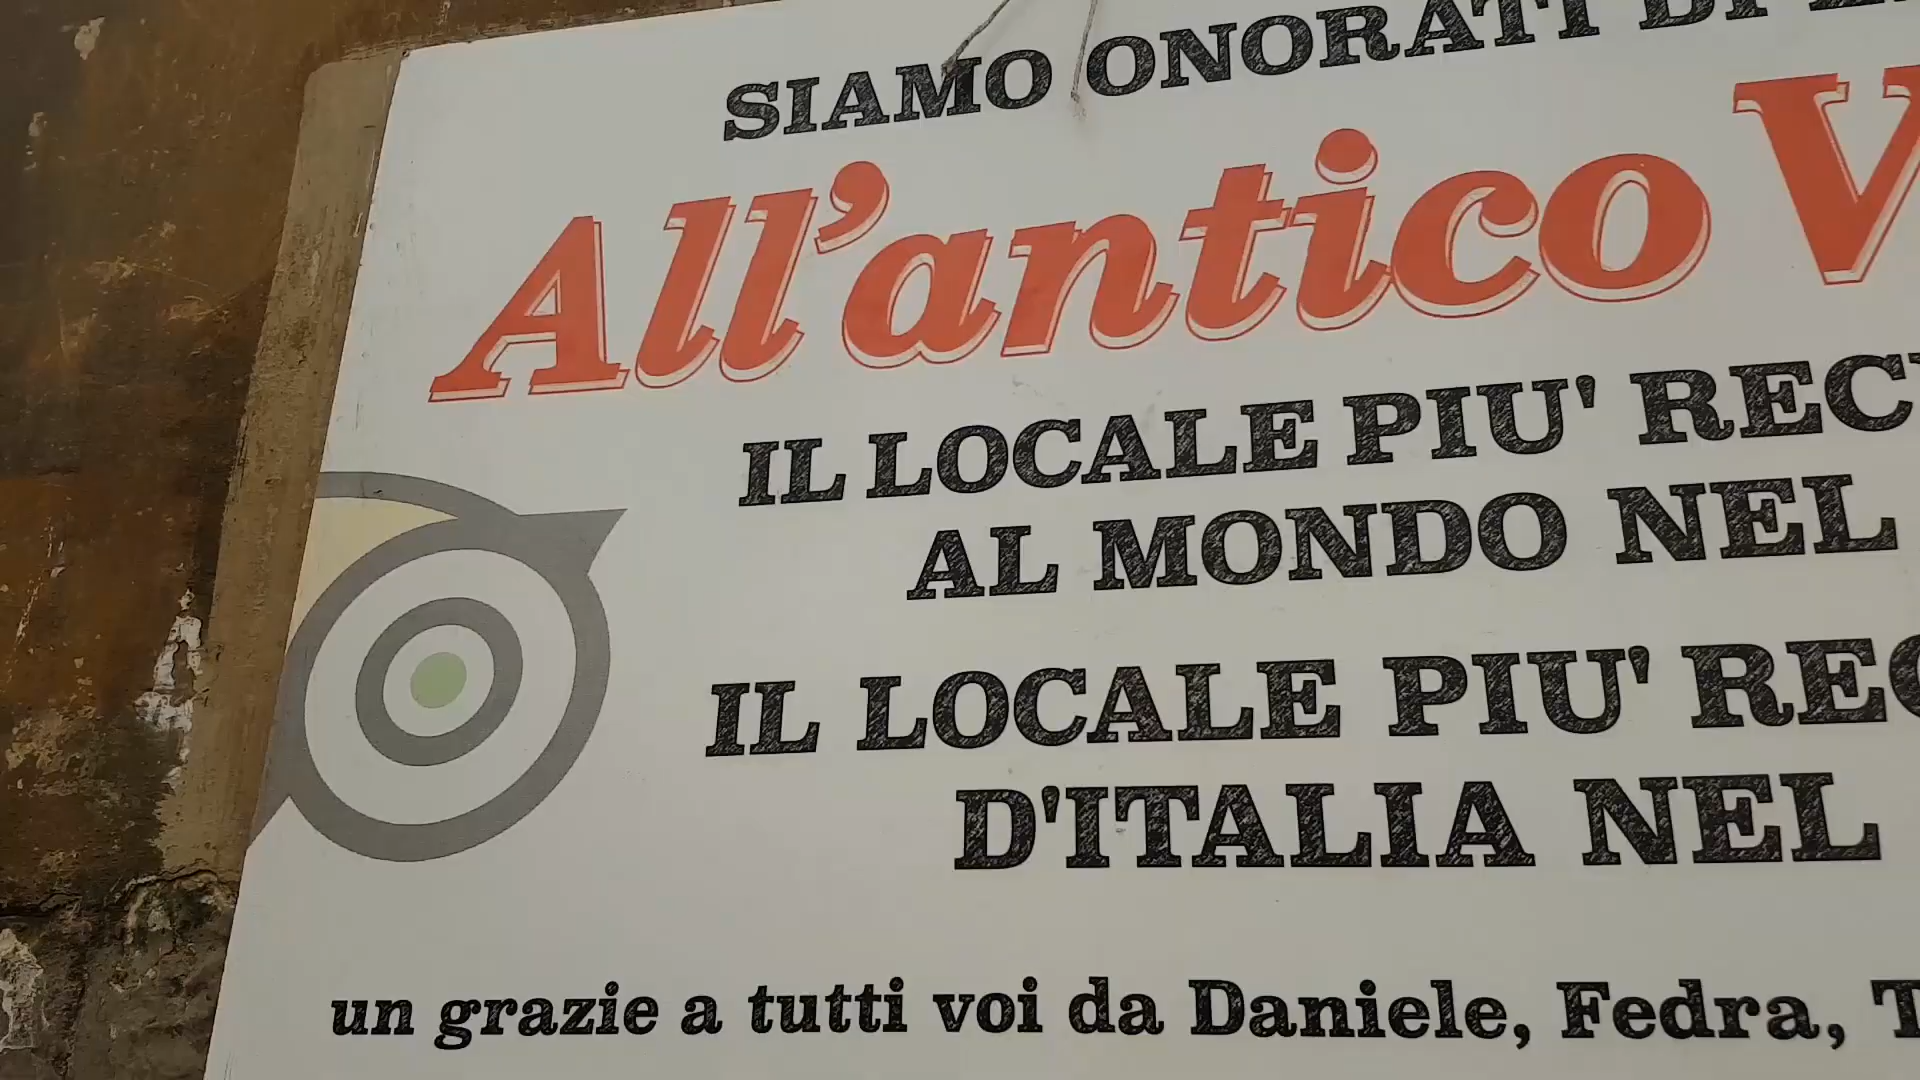 SIAMO ONORATI DI
All'antico V
IL LOCALE PIU' REC
AL MONDO NEL
IL LOCALE PIU' REC
D'ITALIA NEL
un grazie a tutti voi da Daniele, Fedra, T